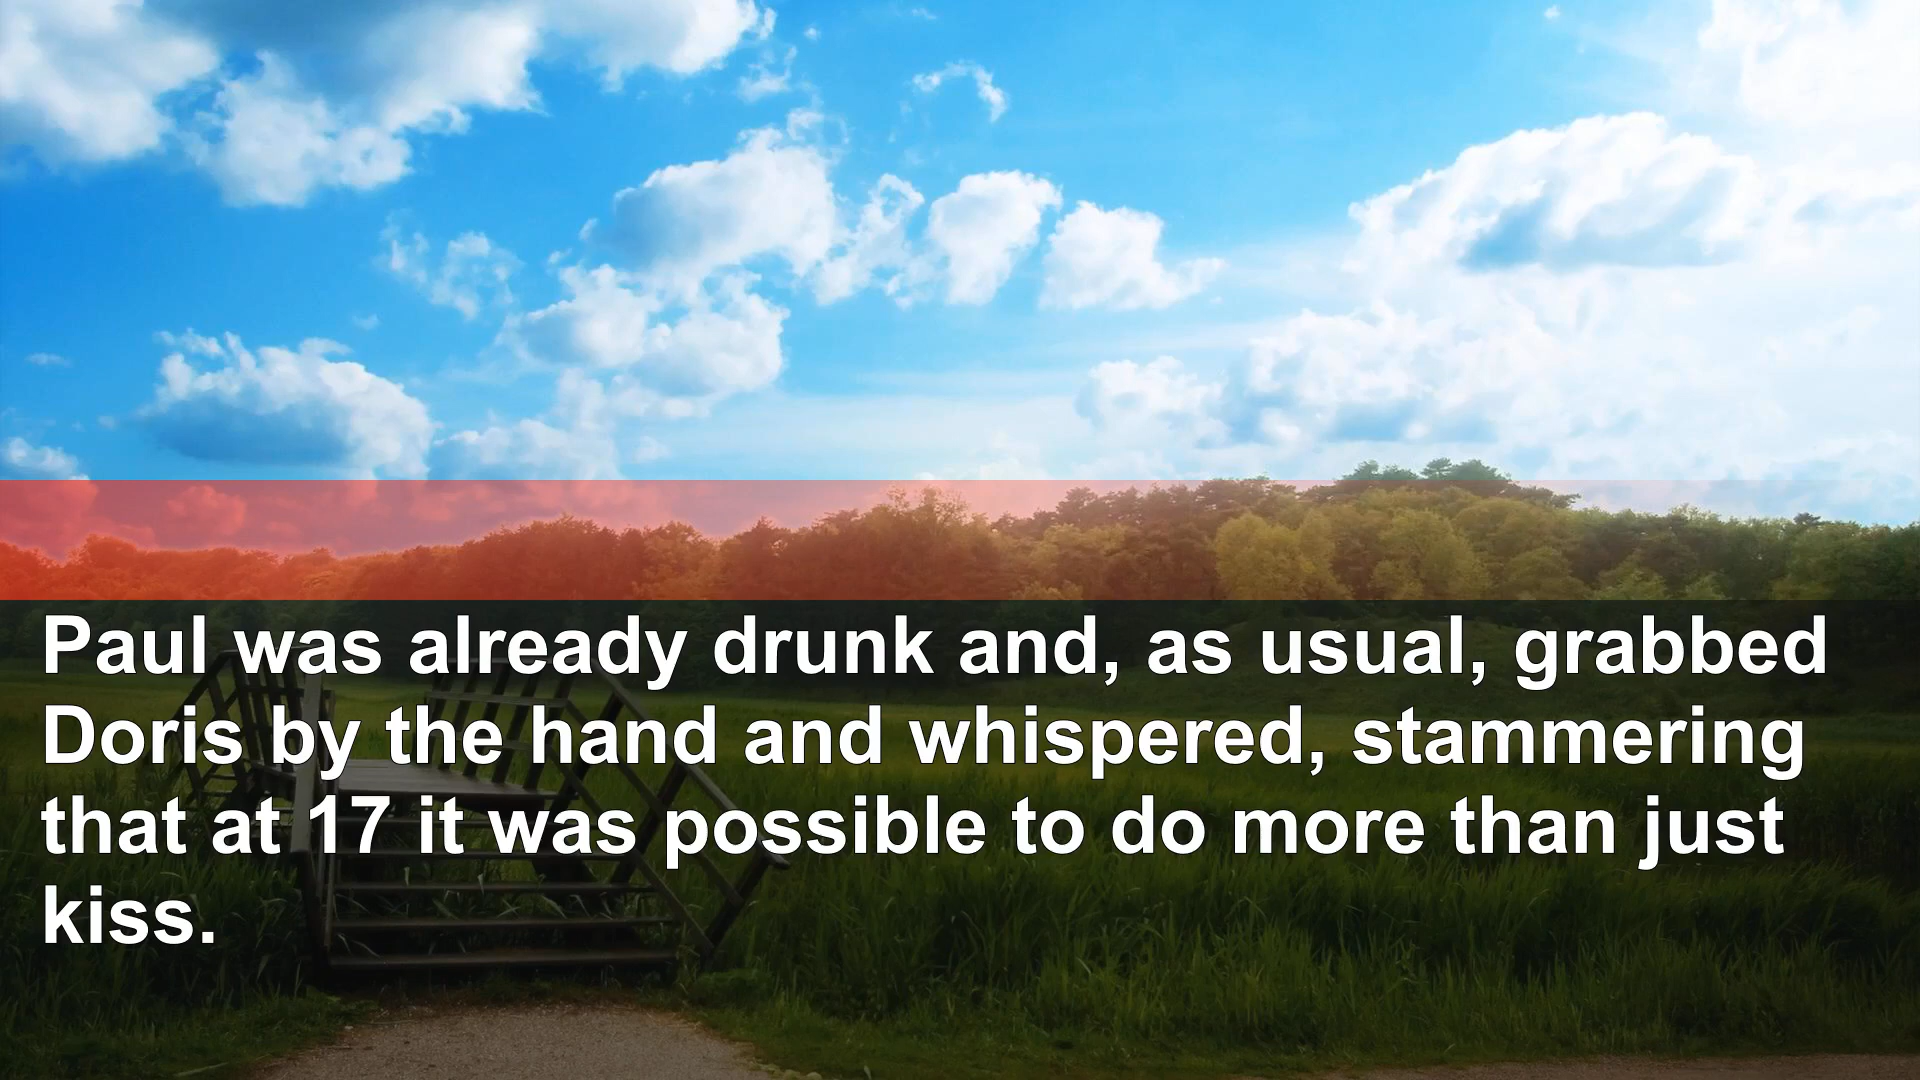 Paul was already drunk and, as usual, grabbed
Doris by the hand and whispered, stammering
that at 17 it was possible to do more than just
kiss.